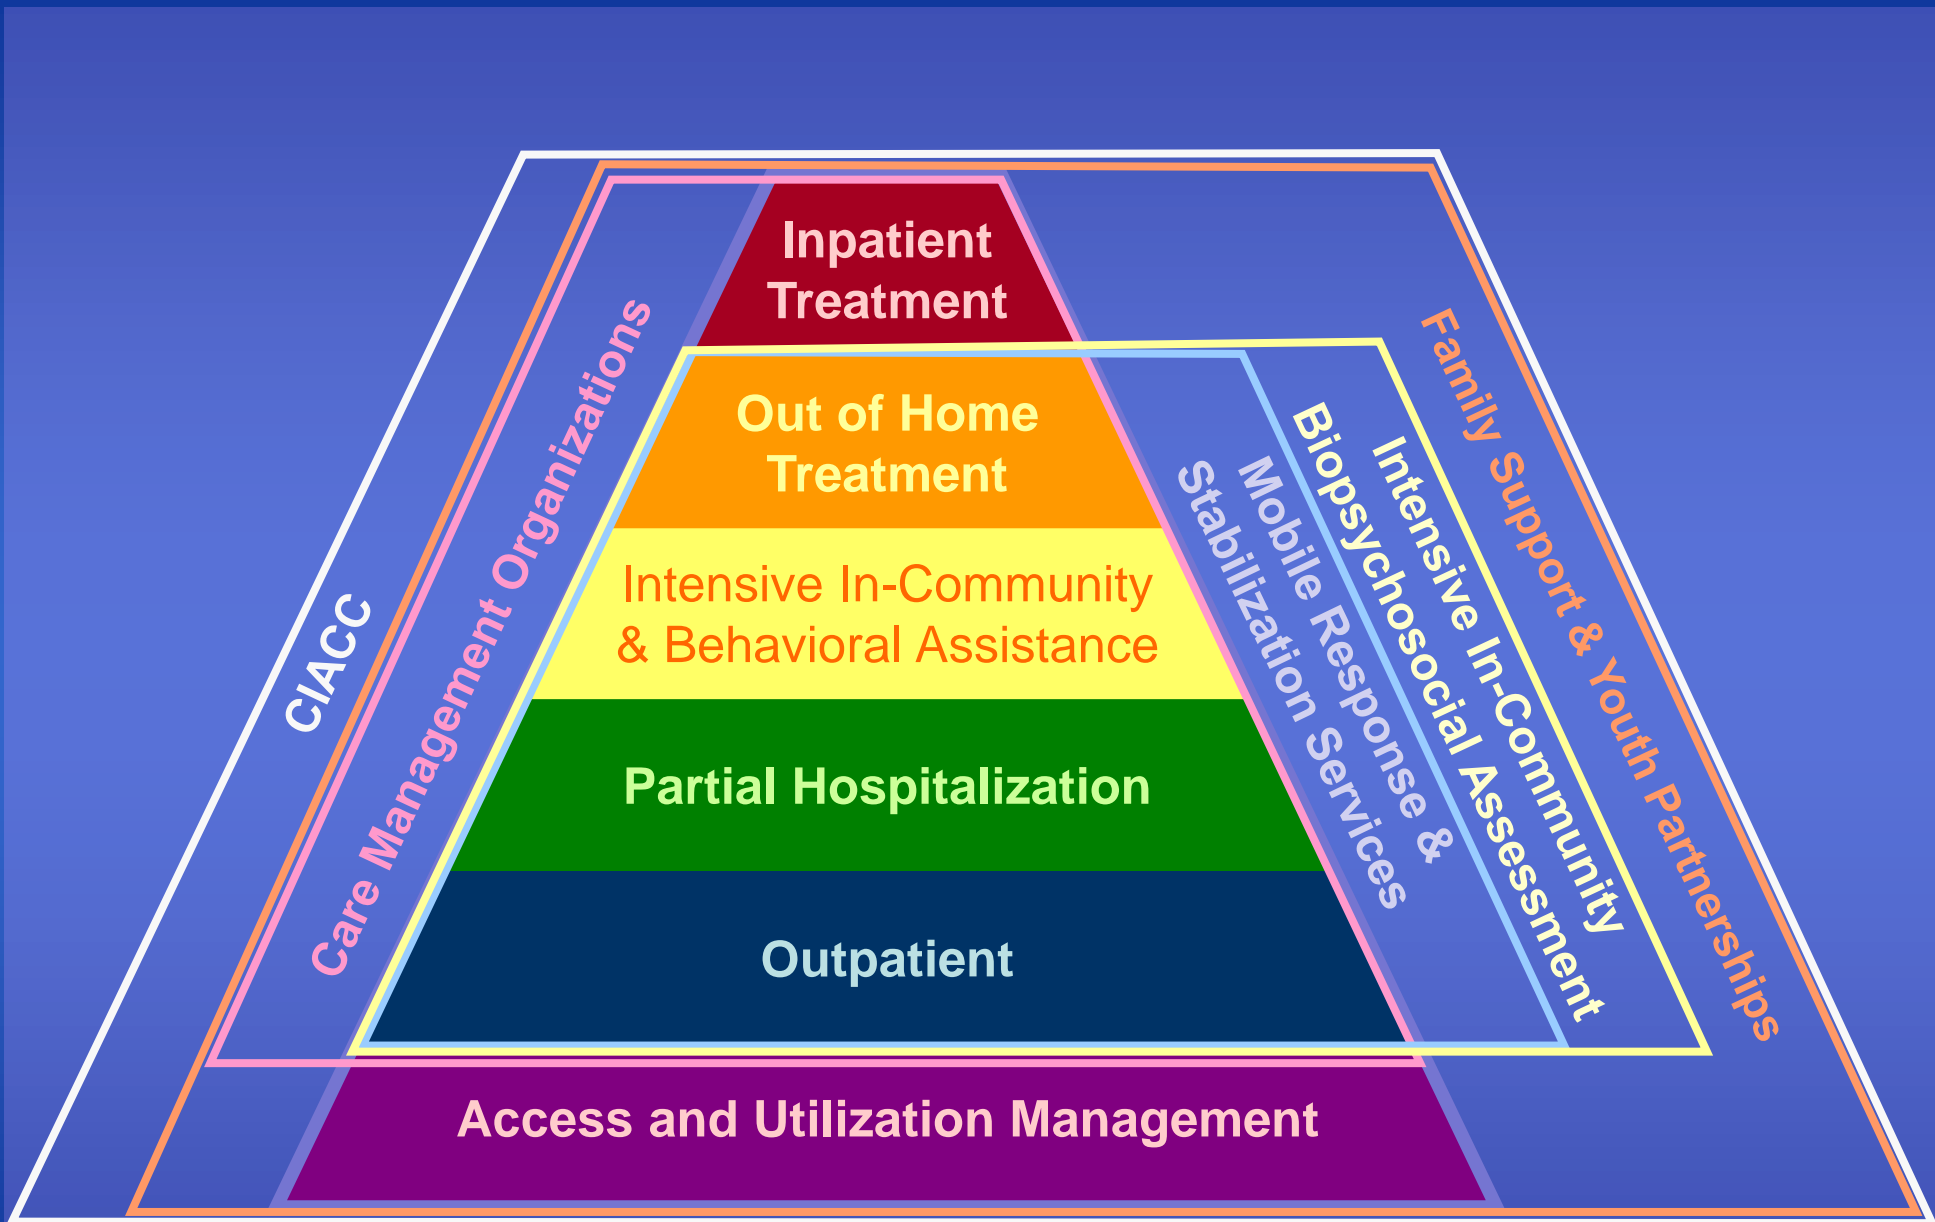 Inpatient
Treatment
Out of Home
Treatment
Intensive In-Community
& Behavioral Assistance
Partial Hospitalization
Outpatient
Access and Utilization Management
CIACC
Care Management Organizations
Mobile Response &
Stabilization Services
Intensive In-Community
Biopsychosocial Assessment
Family Support & Youth Partnerships